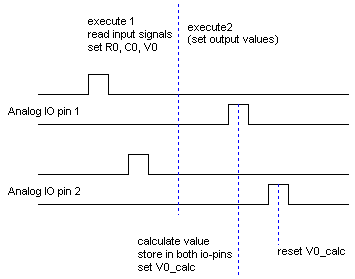 execute 1
read input signals
set R0, C0, V0
execute2
(set output values)
Analog IO pin 1
Analog IO pin 2
calculate value
store in both io-pins
set V0_calc
reset V0_calc